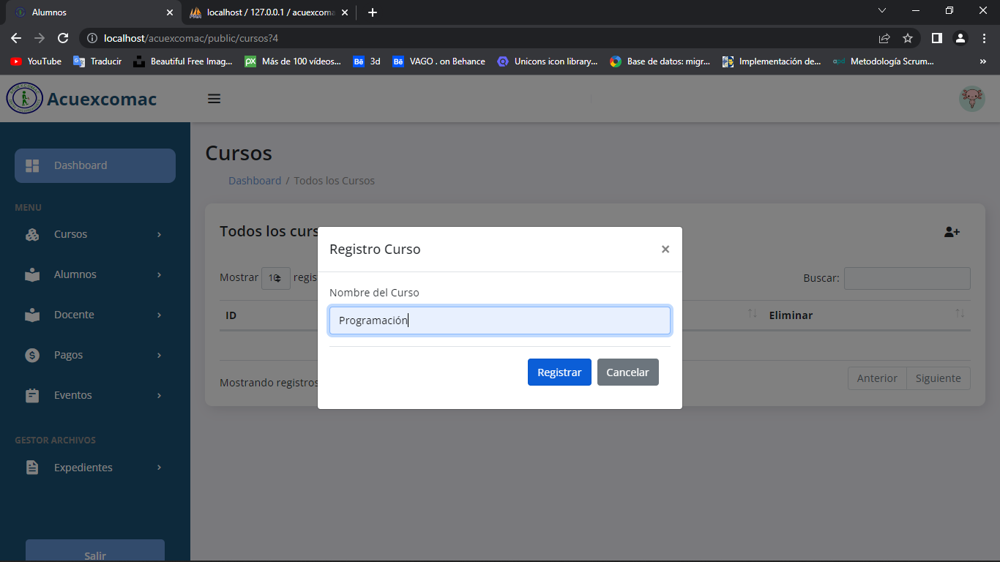 Alumnos
localhost / 127.0.0.1 / acuexcoma
localhost/acuexcomac/public/cursos?4
YouTube
Traducir
Beautiful Free Imag...
Más de 100 vídeos...
3d
VAGO . on Behance
Unicons icon library...
Base de datos: migr...
Implementación de...
Metodología Scrum...
Acuexcomac
Dashboard
MENU
Cursos
Alumnos
Docente
Pagos
Eventos
GESTOR ARCHIVOS
Expedientes
Salir
Cursos
Dashboard / Todos los Cursos
Todos los curs
Mostrar 10 regis
Buscar:
ID
Eliminar
Mostrando registros
Anterior
Siguiente
Registro Curso
×
Nombre del Curso
Programación
Registrar
Cancelar